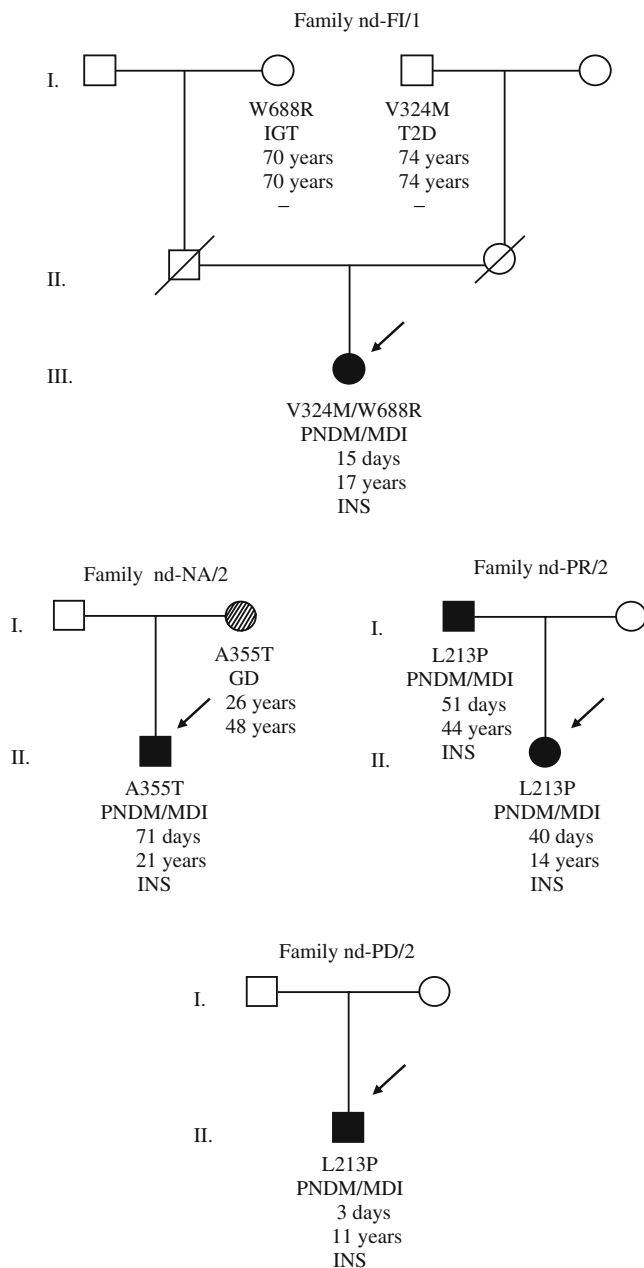 Family nd-FI/1
I.
W688R
IGT
70 years
70 years
–
V324M
T2D
74 years
74 years
–
II.
III.
V324M/W688R
PNDM/MDI
15 days
17 years
INS
Family nd-NA/2
I.
A355T
GD
26 years
48 years
II.
A355T
PNDM/MDI
71 days
21 years
INS
Family nd-PR/2
I.
L213P
PNDM/MDI
51 days
44 years
INS
II.
L213P
PNDM/MDI
40 days
14 years
INS
Family nd-PD/2
I.
II.
L213P
PNDM/MDI
3 days
11 years
INS